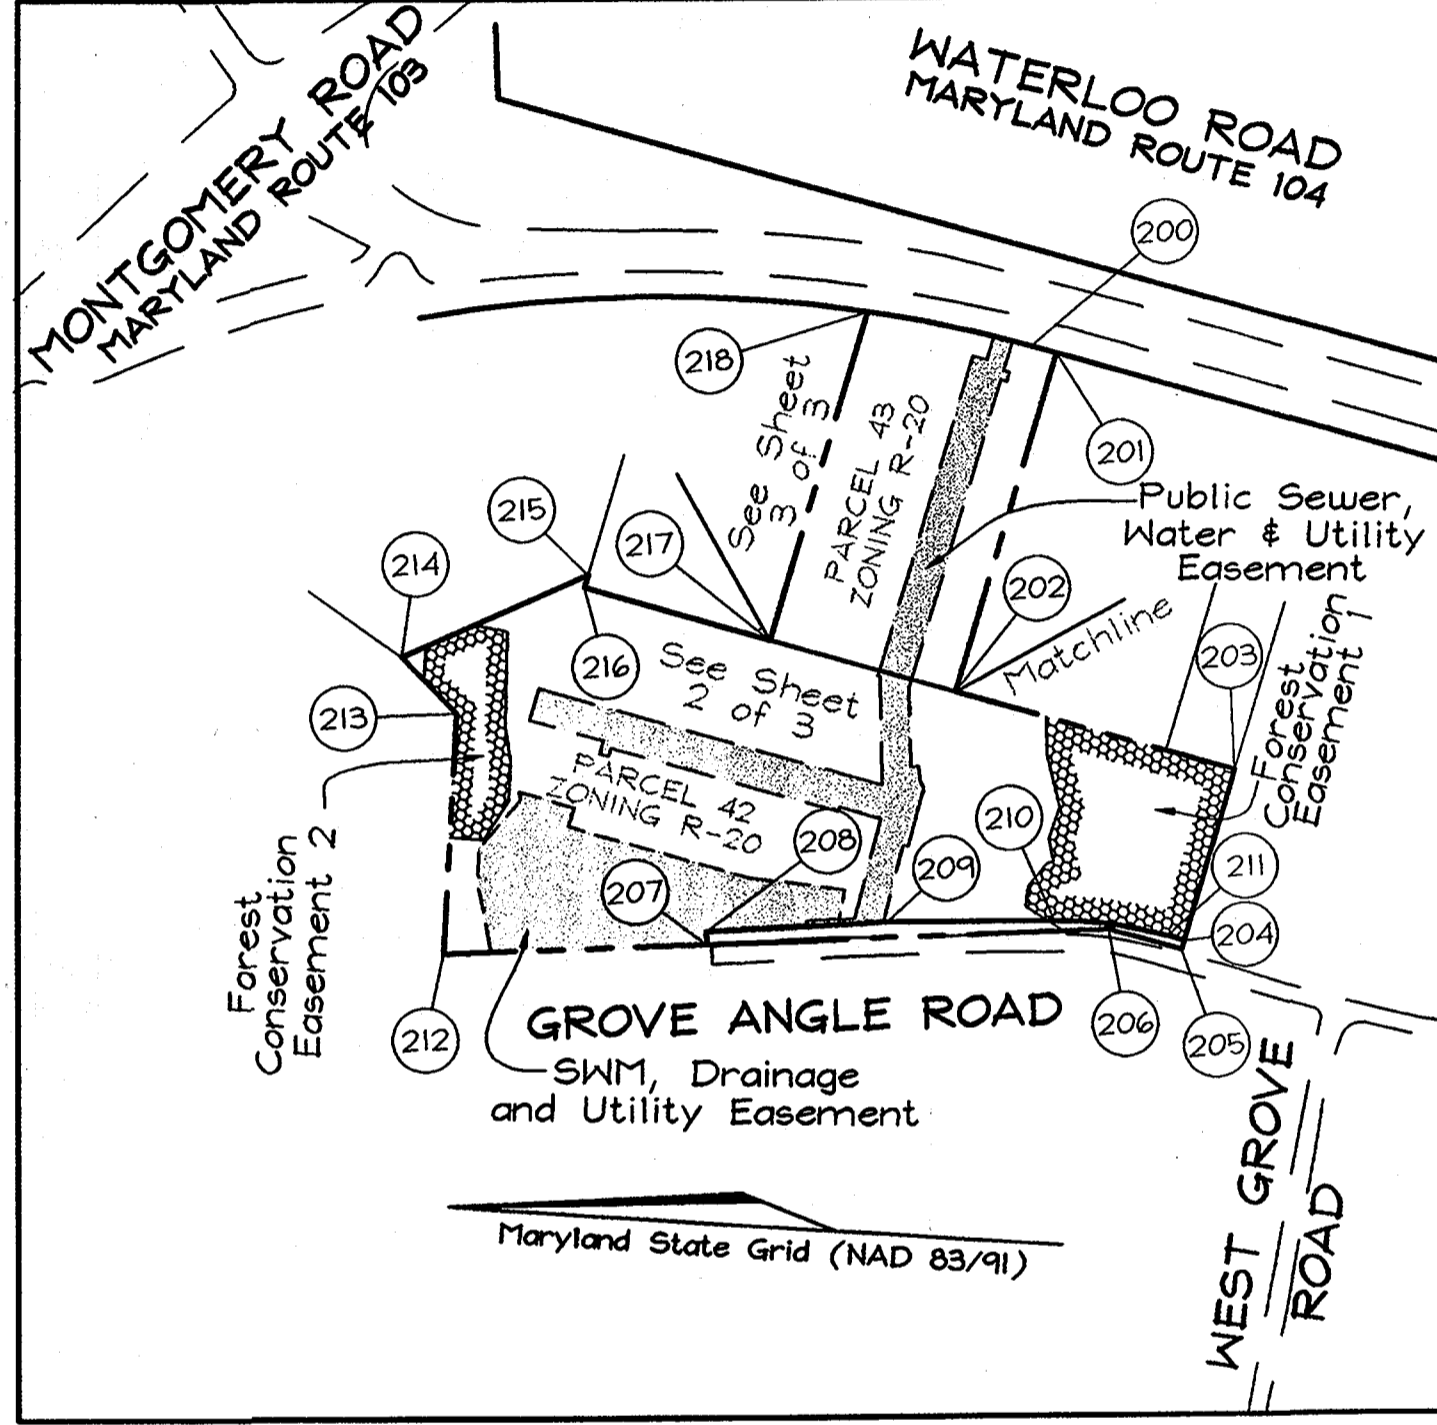 MONTGOMERY ROAD
MARYLAND ROUTE 103
WATERLOO ROAD
MARYLAND ROUTE 104
200
218
See Sheet
3 of 3
PARCEL 43
ZONING R-20
201
Public Sewer,
Water & Utility
Easement
215
217
214
202
Matchline
203
Forest
Conservation
Easement 1
216
See Sheet
2 of 3
213
PARCEL 42
ZONING R-20
208
210
209
211
207
204
Forest
Conservation
Easement 2
212
GROVE ANGLE ROAD
206
205
SWM, Drainage
and Utility Easement
WEST GROVE
ROAD
Maryland State Grid (NAD 83/91)